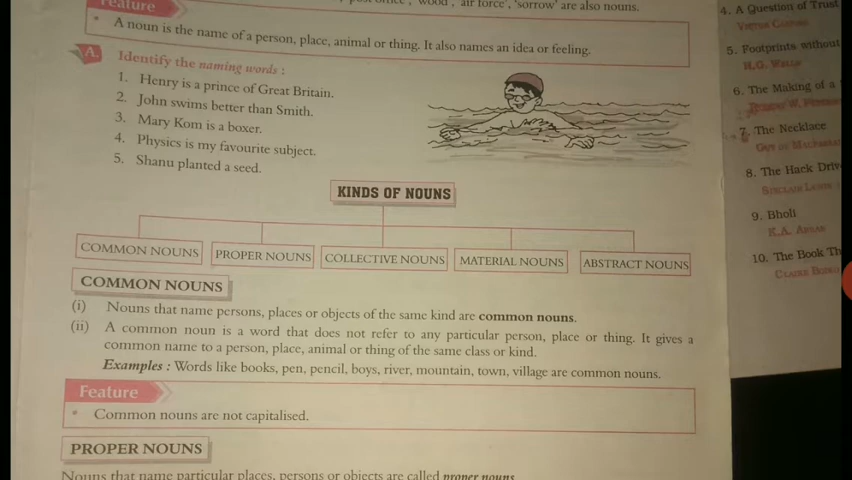 Feature
office', 'wood', 'air force', 'sorrow' are also nouns.
* A noun is the name of a person, place, animal or thing. It also names an idea or feeling.
A. Identify the naming words :
1. Henry is a prince of Great Britain.
2. John swims better than Smith.
3. Mary Kom is a boxer.
4. Physics is my favourite subject.
5. Shanu planted a seed.
KINDS OF NOUNS
COMMON NOUNS PROPER NOUNS COLLECTIVE NOUNS MATERIAL NOUNS ABSTRACT NOUNS
COMMON NOUNS
(i) Nouns that name persons, places or objects of the same kind are common nouns.
(ii) A common noun is a word that does not refer to any particular person, place or thing. It gives a
common name to a person, place, animal or thing of the same class or kind.
Examples : Words like books, pen, pencil, boys, river, mountain, town, village are common nouns.
Feature
* Common nouns are not capitalised.
PROPER NOUNS
Nouns that name particular places, persons or objects are called proper nouns
4. A Question of Trust
5. Footprints without
H.G. Wells
6. The Making of a
7. The Necklace
8. The Hack Driv
9. Bholi
K.A. Abbas
10. The Book Th